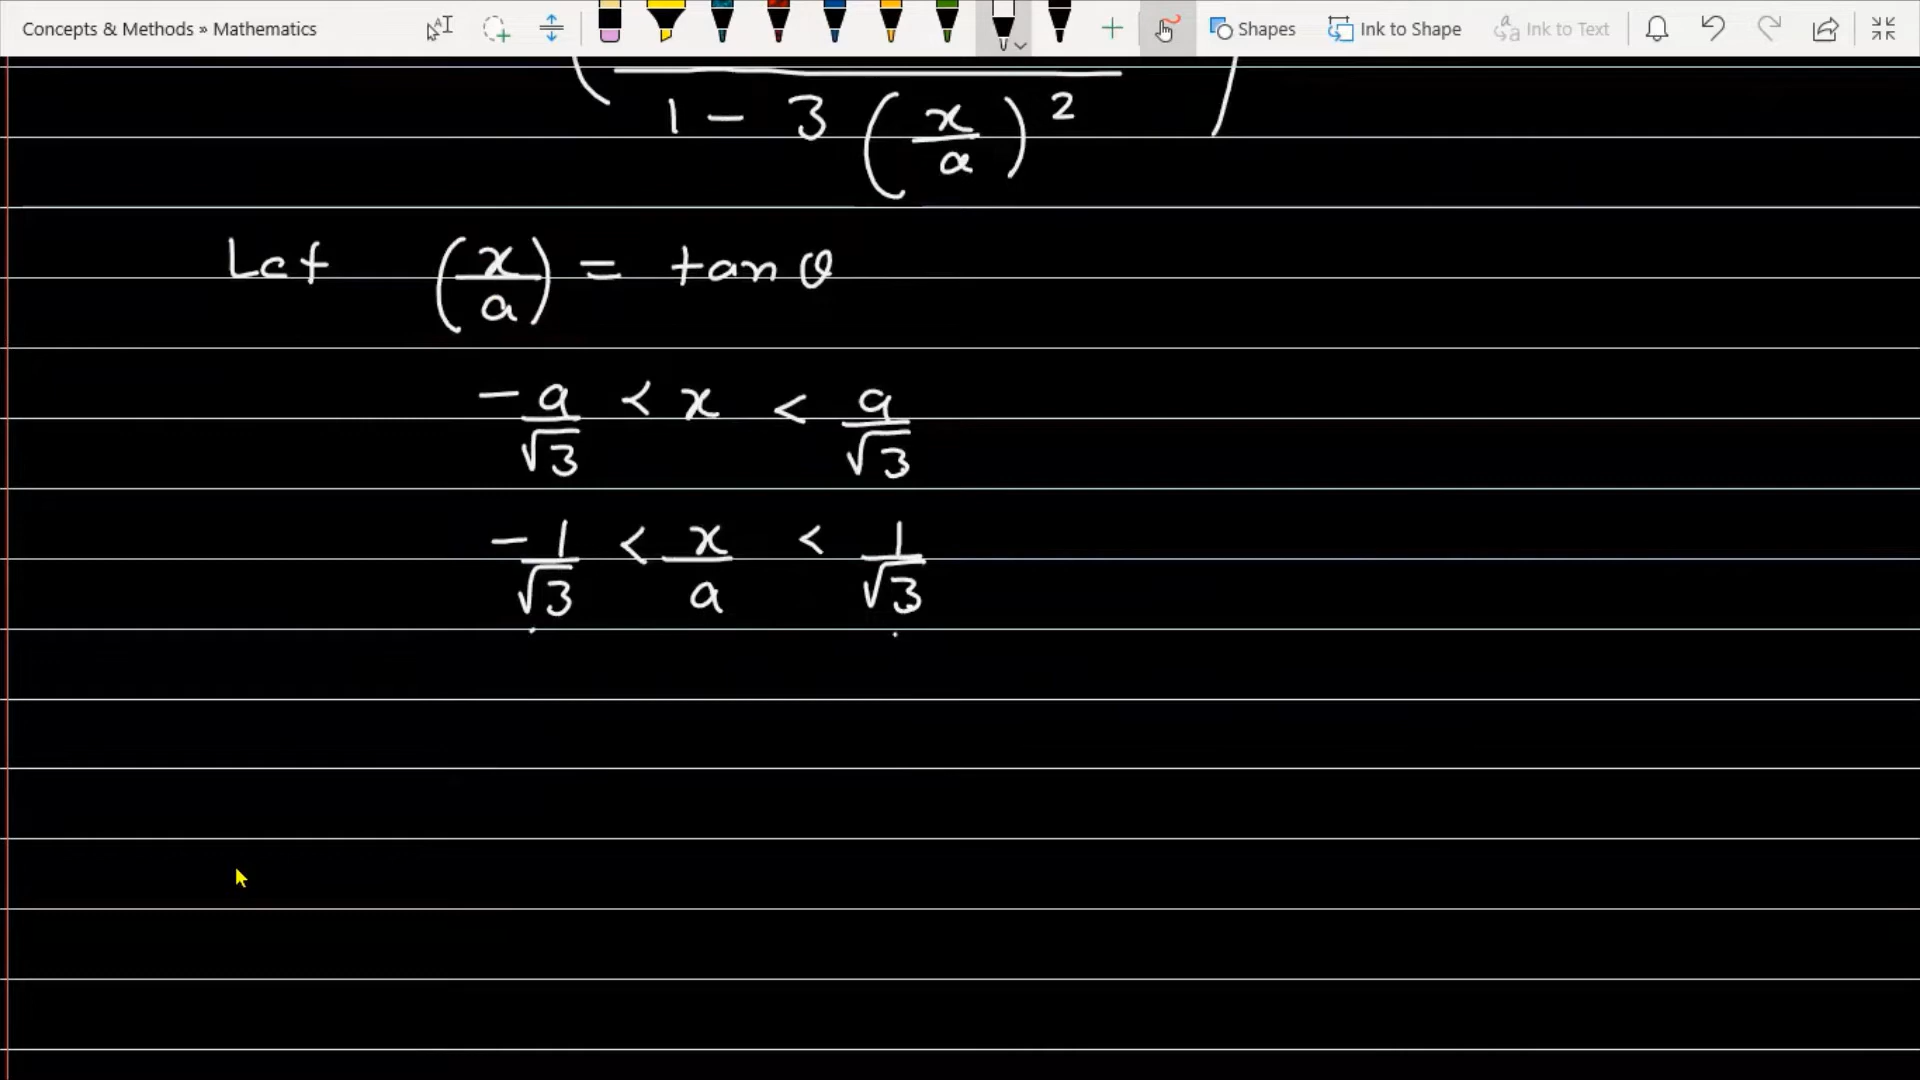 Concepts & Methods » Mathematics Shapes Ink to Shape Ink to Text
1 - 3 (x/a)²
Let (x/a) = tan θ
-a/√3 < x < a/√3
-1/√3 < x/a < 1/√3